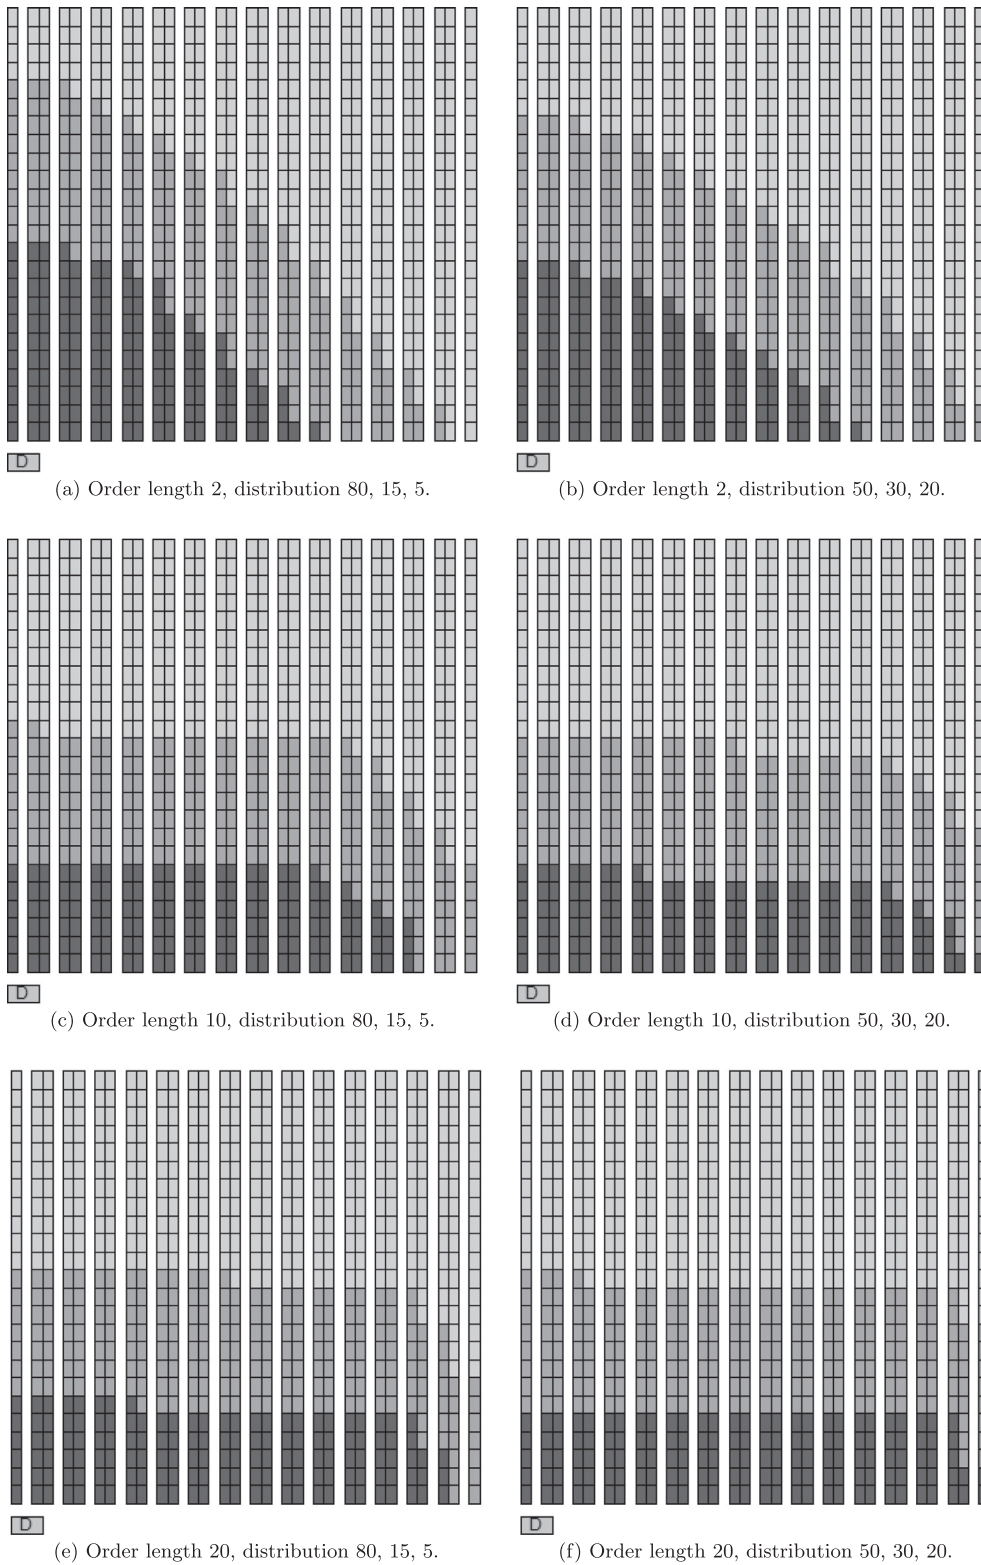 D D
(a) Order length 2, distribution 80, 15, 5. (b) Order length 2, distribution 50, 30, 20.
D D
(c) Order length 10, distribution 80, 15, 5. (d) Order length 10, distribution 50, 30, 20.
D D
(e) Order length 20, distribution 80, 15, 5. (f) Order length 20, distribution 50, 30, 20.